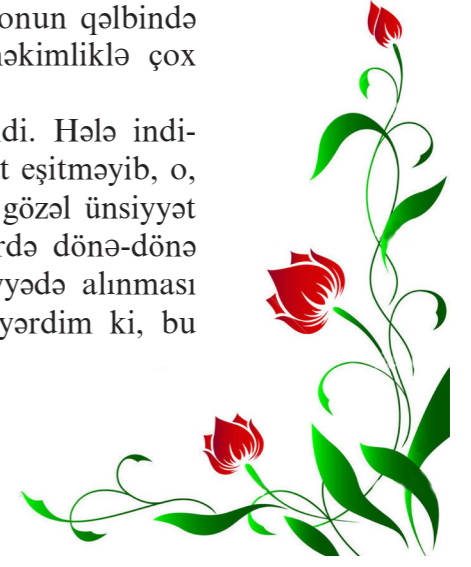 onun qəlbində
həkimliklə çox
di. Hələ indi-
t eşitməyib, o,
gözəl ünsiyyət
rdə dönə-dönə
yyədə alınması
yərdim ki, bu